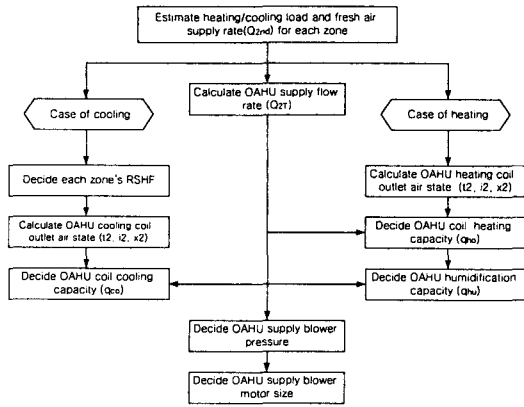 Estimate heating/cooling load and fresh air
supply rate(Q2nd) for each zone
Calculate OAHU supply flow
rate (Q2T)
Case of cooling
Case of heating
Decide each zone's RSHF
Calculate OAHU heating coil
outlet air state (t2, i2, x2)
Calculate OAHU cooling coil
outlet air state (t2, i2, x2)
Decide OAHU coil heating
capacity (qho)
Decide OAHU coil cooling
capacity (qco)
Decide OAHU humidification
capacity (qhu)
Decide OAHU supply blower
pressure
Decide OAHU supply blower
motor size